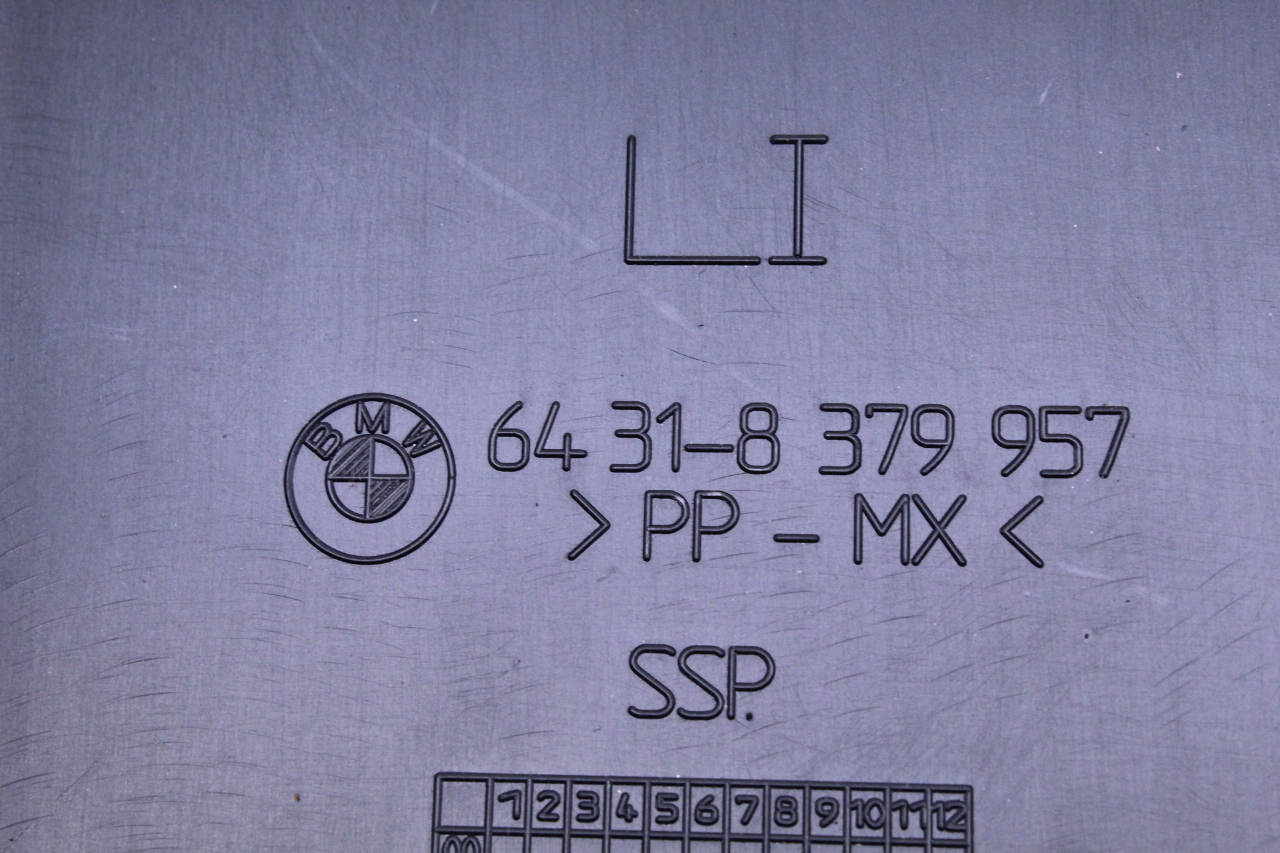 LI
BMW
64 31-8 379 957
> PP - MX <
SSP.
1 2 3 4 5 6 7 8 9 10 11 12